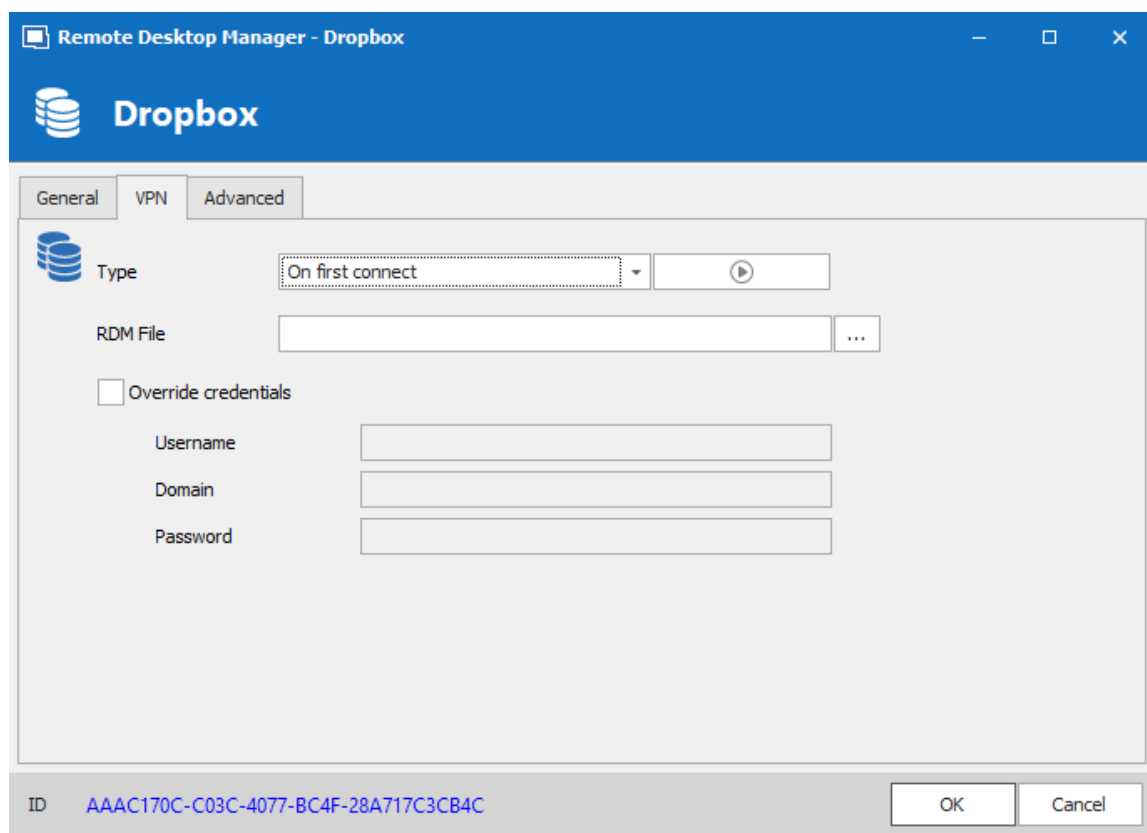 Remote Desktop Manager - Dropbox
Dropbox
General VPN Advanced
Type On first connect
RDM File ...
Override credentials
Username
Domain
Password
ID AAAC170C-C03C-4077-BC4F-28A717C3CB4C OK Cancel